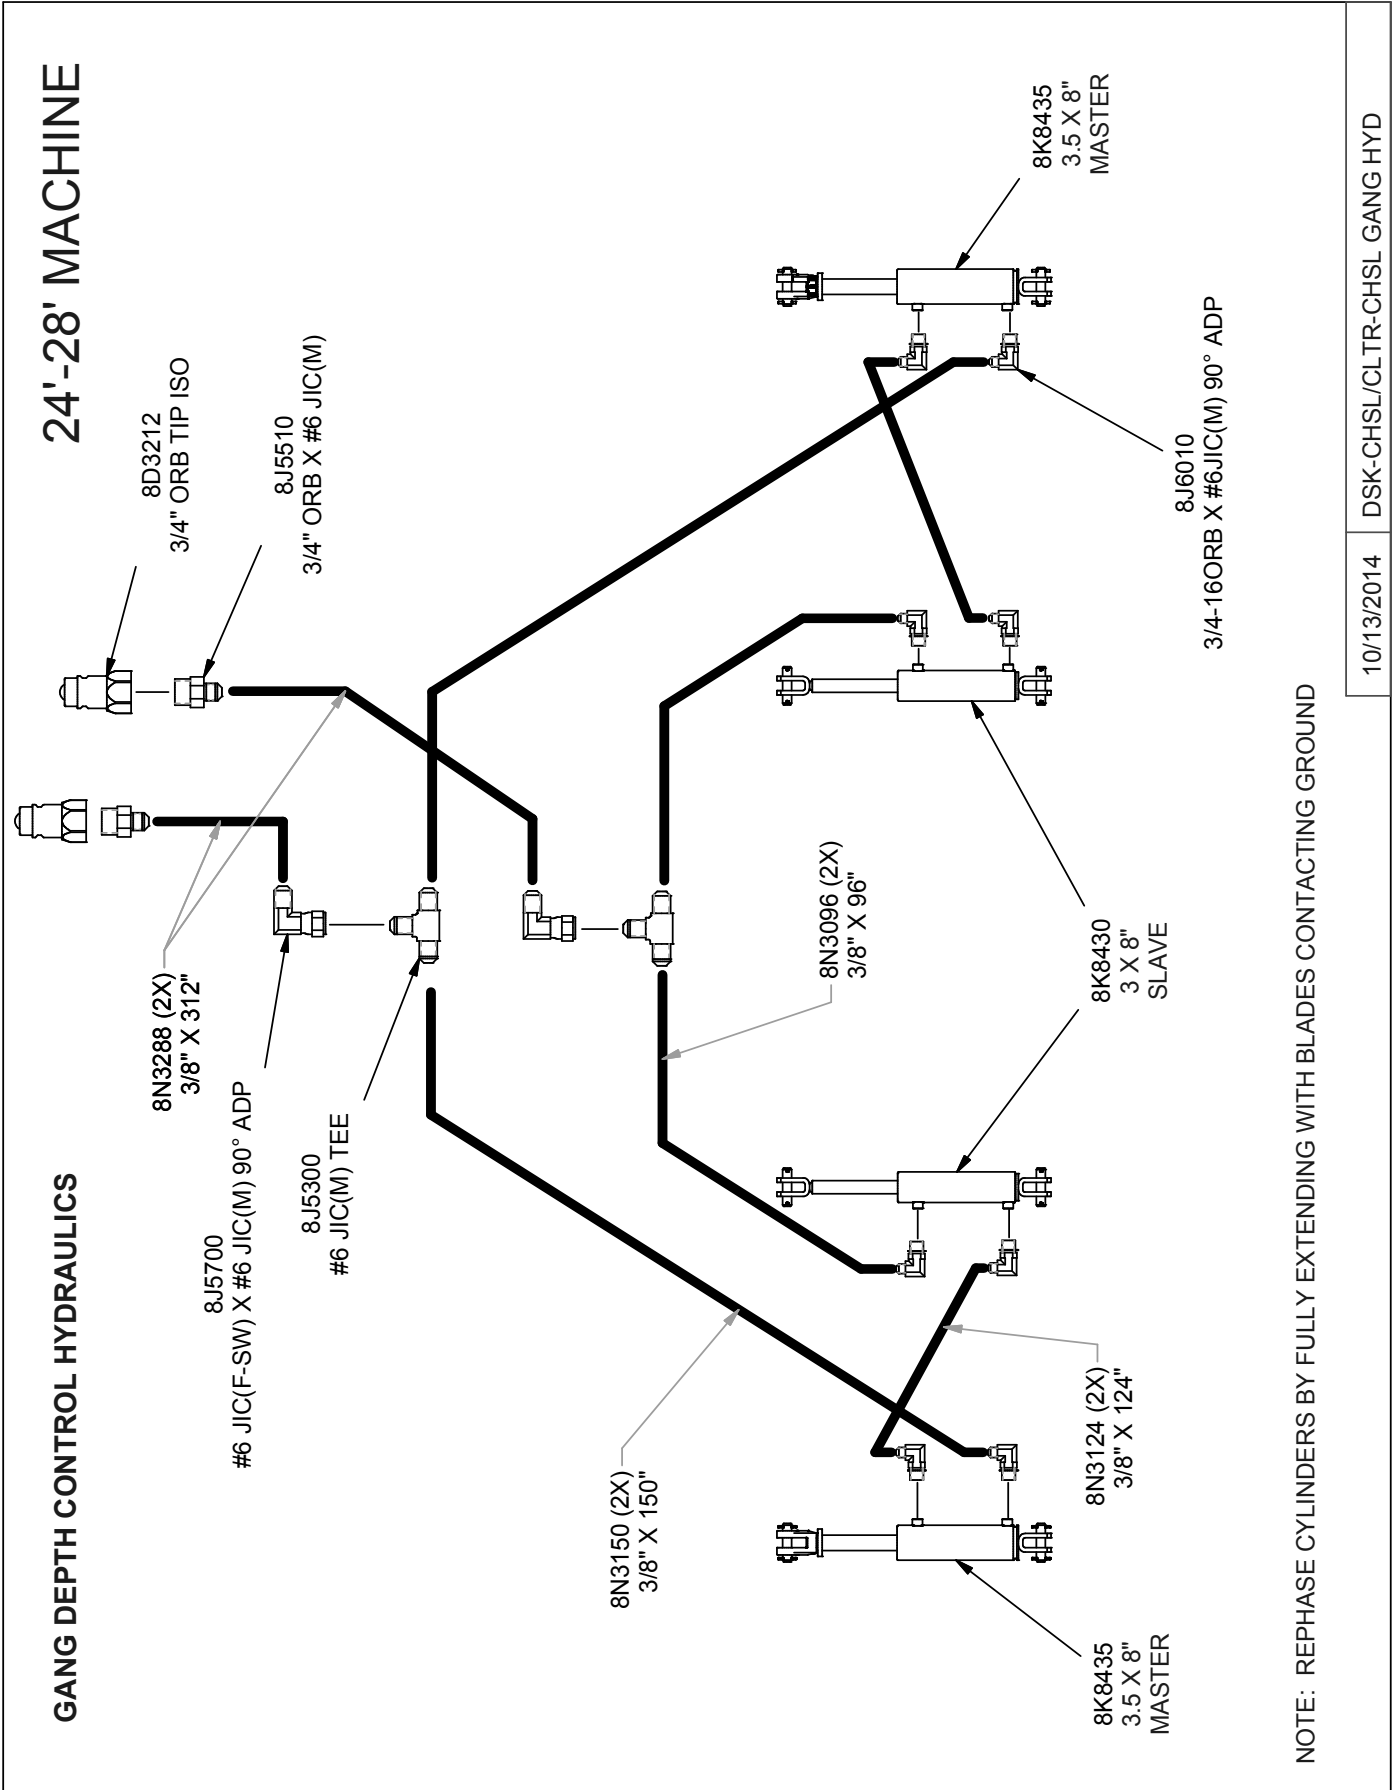 GANG DEPTH CONTROL HYDRAULICS
24'-28' MACHINE
8D3212
3/4" ORB TIP ISO
8J5510
3/4" ORB X #6 JIC(M)
8N3288 (2X)
3/8" X 312"
8J5700
#6 JIC(F-SW) X #6 JIC(M) 90° ADP
8J5300
#6 JIC(M) TEE
8N3150 (2X)
3/8" X 150"
8N3096 (2X)
3/8" X 96"
8K8435
3.5 X 8"
MASTER
8N3124 (2X)
3/8" X 124"
8K8430
3 X 8"
SLAVE
8J6010
3/4-16ORB X #6JIC(M) 90° ADP
8K8435
3.5 X 8"
MASTER
NOTE: REPHASE CYLINDERS BY FULLY EXTENDING WITH BLADES CONTACTING GROUND
10/13/2014
DSK-CHSL/CLTR-CHSL GANG HYD